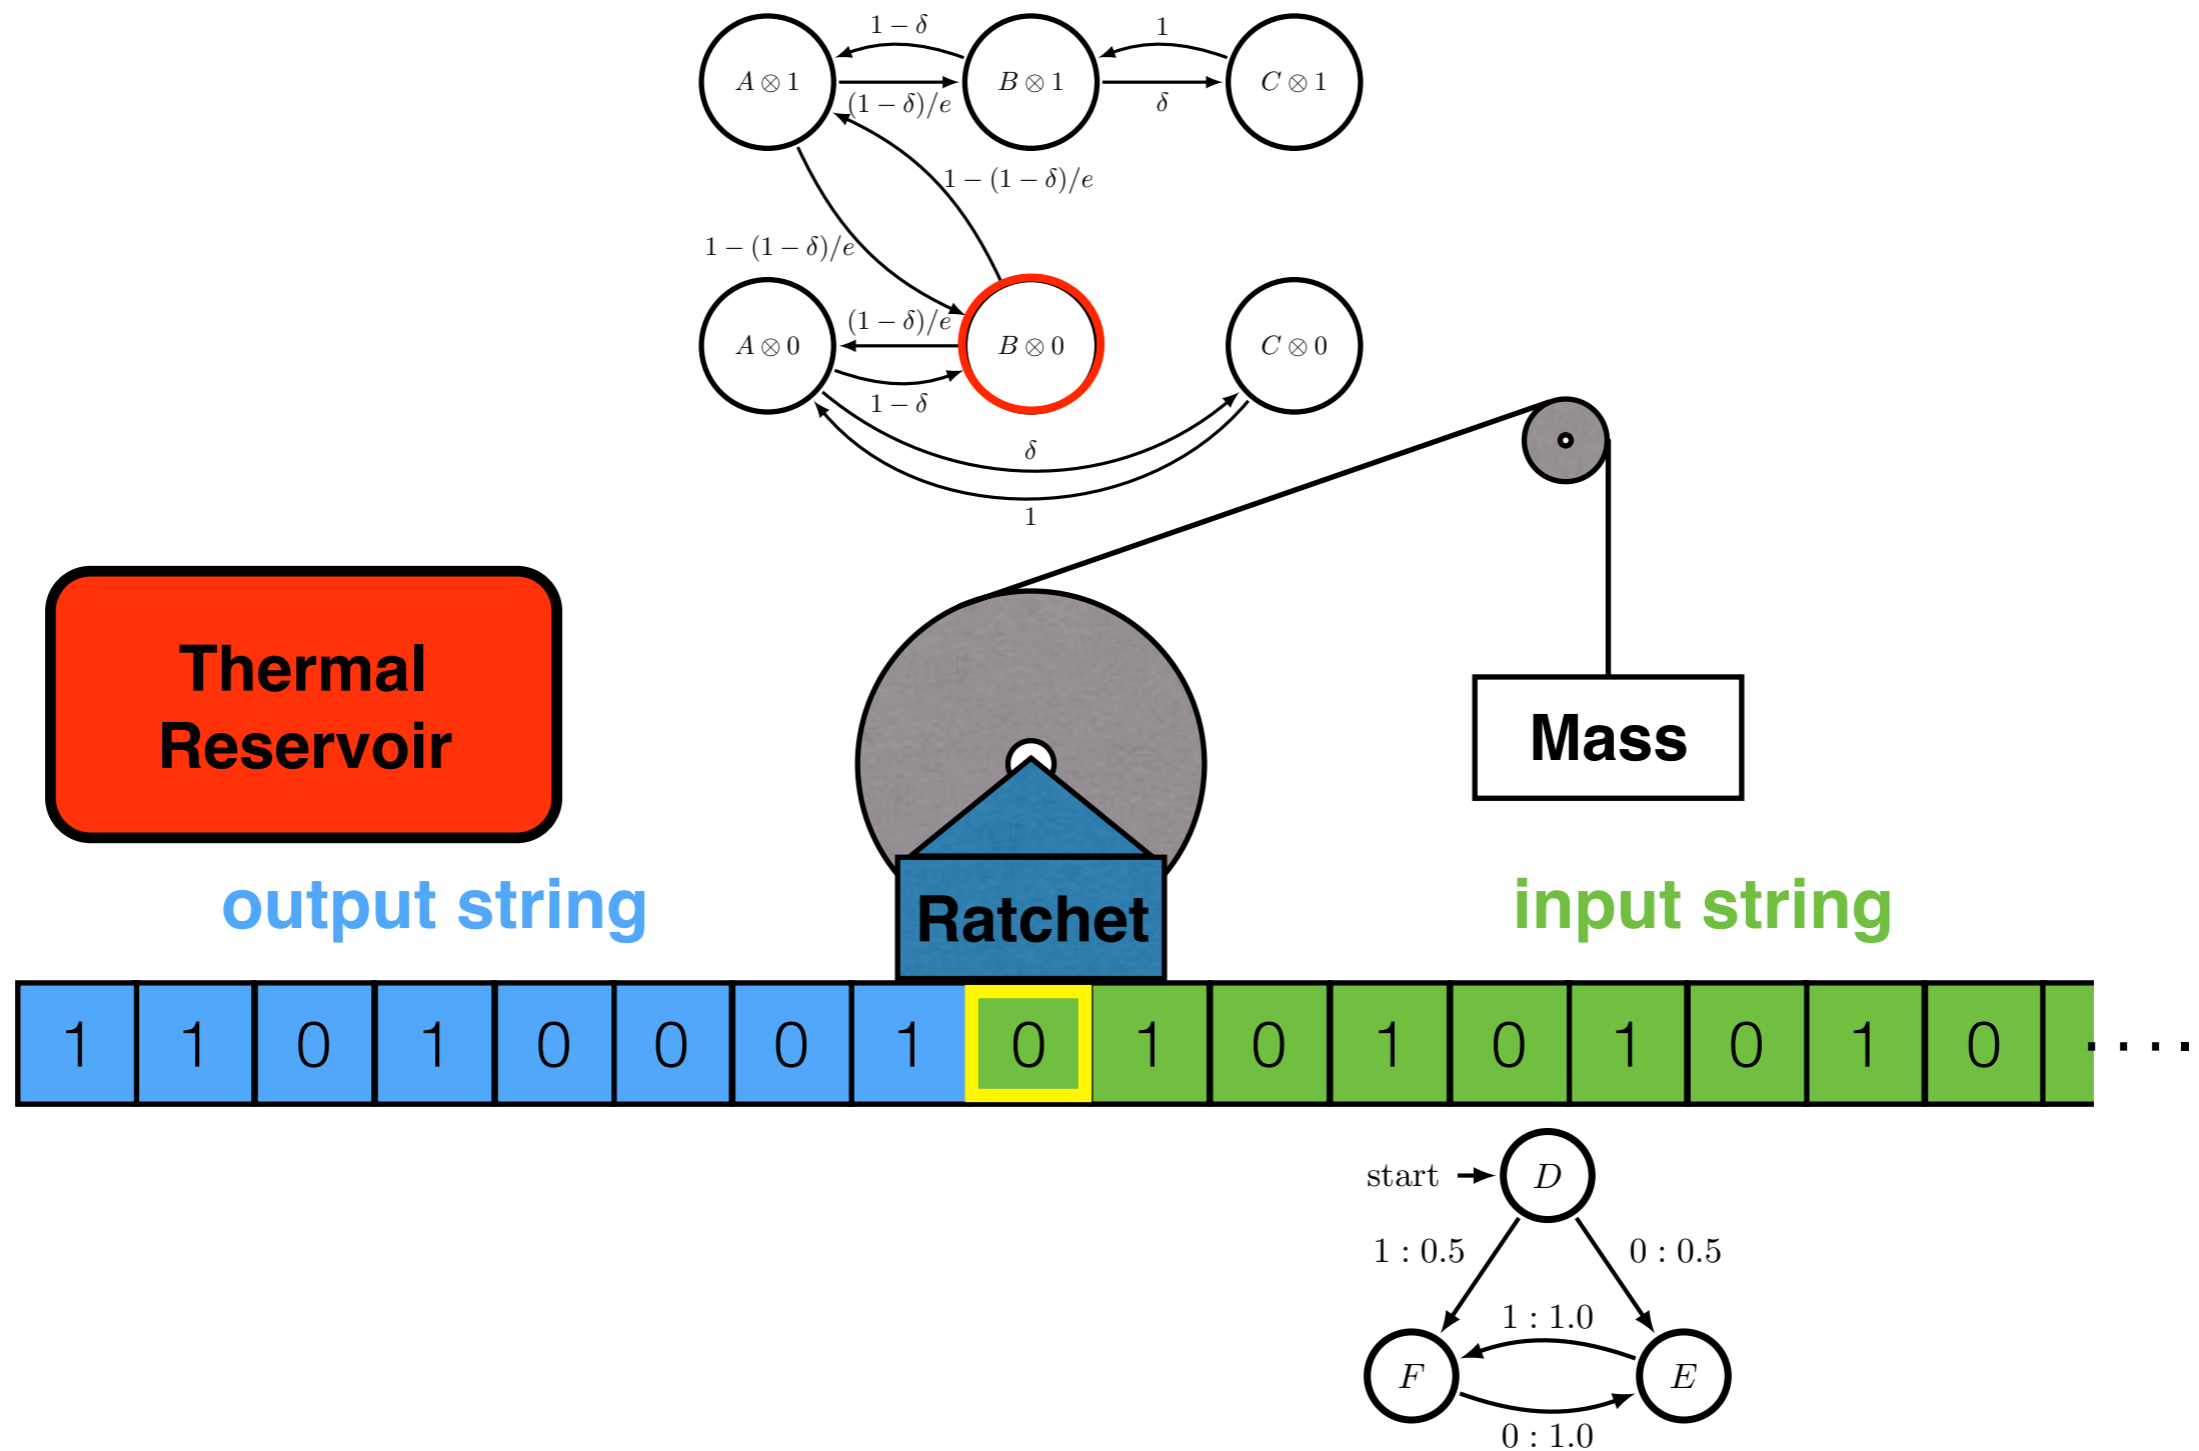 1 − δ
1
A ⊗ 1
B ⊗ 1
C ⊗ 1
(1 − δ)/e
δ
1 − (1 − δ)/e
1 − (1 − δ)/e
(1 − δ)/e
A ⊗ 0
B ⊗ 0
C ⊗ 0
1 − δ
δ
1
Thermal
Reservoir
Mass
output string
Ratchet
input string
1 1 0 1 0 0 0 1 0 1 0 1 0 1 0 1 0 ....
start
D
1 : 0.5
0 : 0.5
1 : 1.0
F
E
0 : 1.0